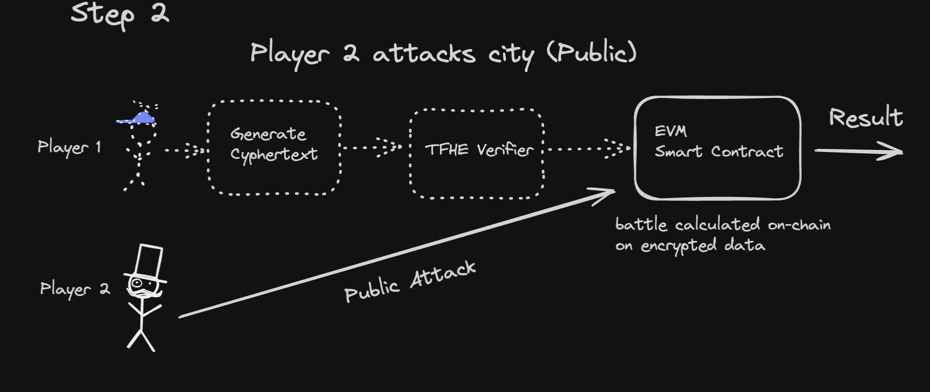 Step 2
Player 2 attacks city (Public)
Player 1
Generate
Cyphertext
TFHE Verifier
EVM
Smart Contract
Result
battle calculated on-chain
on encrypted data
Player 2
Public Attack